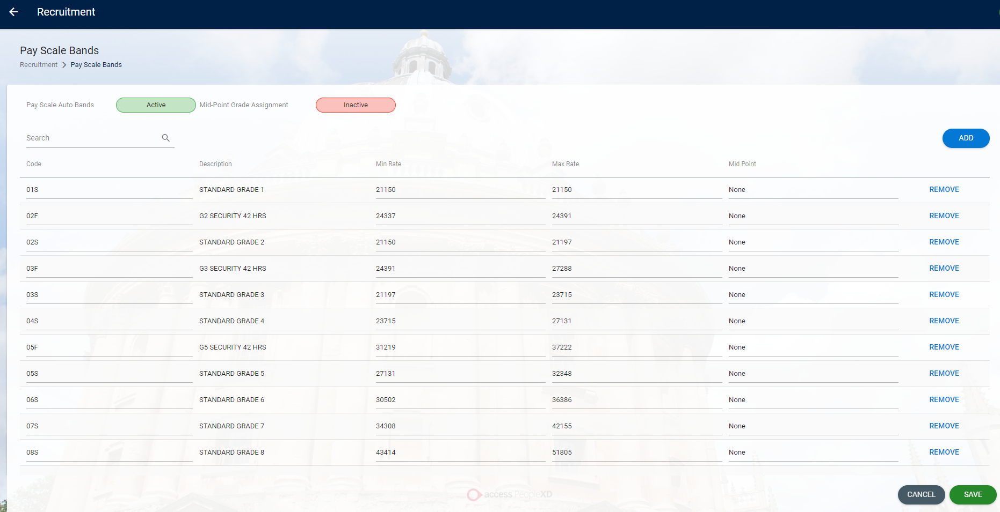 Recruitment
Pay Scale Bands
Recruitment > Pay Scale Bands
Pay Scale Auto Bands Active Mid-Point Grade Assignment Inactive
Search
ADD
Code Description Min Rate Max Rate Mid Point
01S STANDARD GRADE 1 21150 21150 None REMOVE
02F G2 SECURITY 42 HRS 24337 24391 None REMOVE
02S STANDARD GRADE 2 21150 21197 None REMOVE
03F G3 SECURITY 42 HRS 24391 27288 None REMOVE
03S STANDARD GRADE 3 21197 23715 None REMOVE
04S STANDARD GRADE 4 23715 27131 None REMOVE
05F G5 SECURITY 42 HRS 31219 37222 None REMOVE
05S STANDARD GRADE 5 27131 32348 None REMOVE
06S STANDARD GRADE 6 30502 36386 None REMOVE
07S STANDARD GRADE 7 34308 42155 None REMOVE
08S STANDARD GRADE 8 43414 51805 None REMOVE
access PeopleXD
CANCEL SAVE